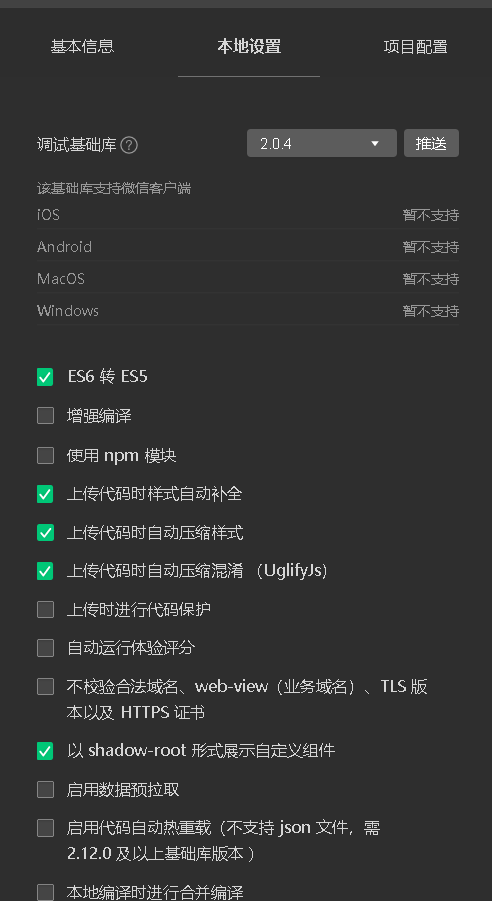 基本信息 本地设置 项目配置
调试基础库 ? 2.0.4 推送
该基础库支持微信客户端
iOS 暂不支持
Android 暂不支持
MacOS 暂不支持
Windows 暂不支持
ES6 转 ES5
增强编译
使用 npm 模块
上传代码时样式自动补全
上传代码时自动压缩样式
上传代码时自动压缩混淆 (UglifyJs)
上传时进行代码保护
自动运行体验评分
不校验合法域名、web-view（业务域名）、TLS 版
本以及 HTTPS 证书
以 shadow-root 形式展示自定义组件
启用数据预拉取
启用代码自动热重载（不支持 json 文件，需
2.12.0 及以上基础库版本 ）
本地编译时进行合并编译